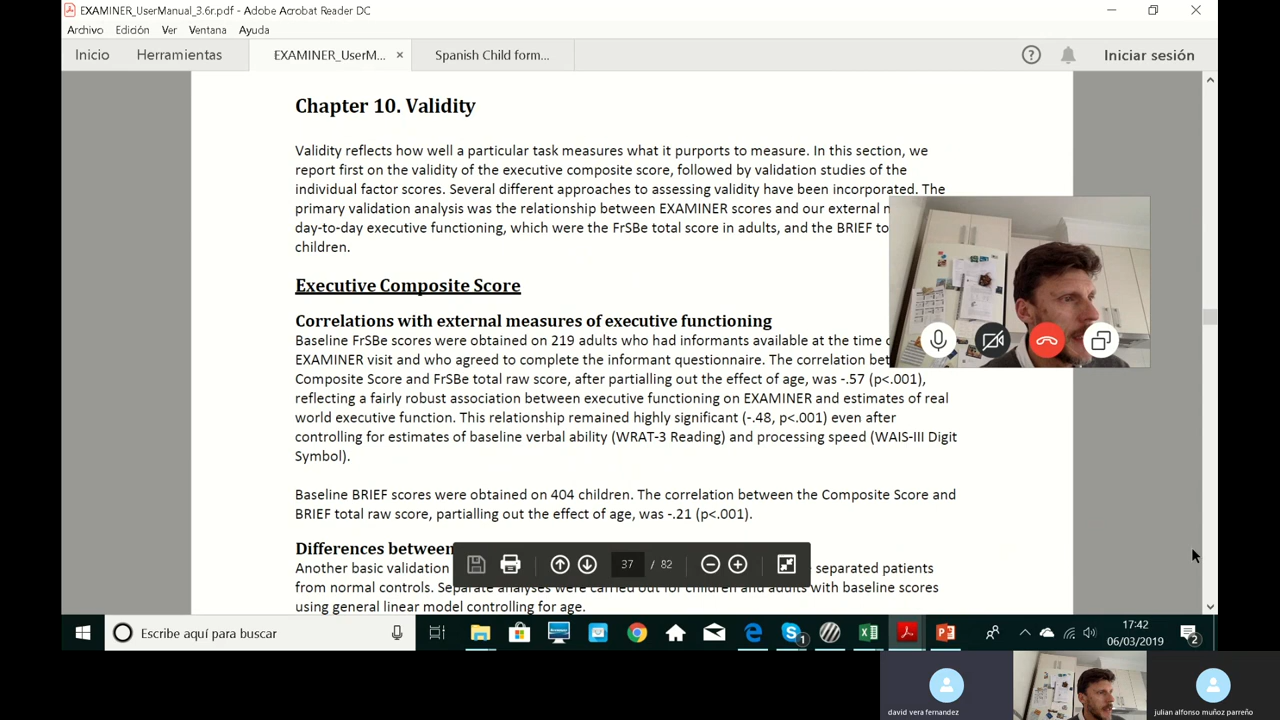 EXAMINER_UserManual_3.6r.pdf - Adobe Acrobat Reader DC
Archivo Edición Ver Ventana Ayuda
Inicio Herramientas EXAMINER_UserM... × Spanish Child form... Iniciar sesión
Chapter 10. Validity
Validity reflects how well a particular task measures what it purports to measure. In this section, we
report first on the validity of the executive composite score, followed by validation studies of the
individual factor scores. Several different approaches to assessing validity have been incorporated. The
primary validation analysis was the relationship between EXAMINER scores and our external
day-to-day executive functioning, which were the FrSBe total score in adults, and the BRIEF
children.
Executive Composite Score
Correlations with external measures of executive functioning
Baseline FrSBe scores were obtained on 219 adults who had informants available at the time
EXAMINER visit and who agreed to complete the informant questionnaire. The correlation
Composite Score and FrSBe total raw score, after partialling out the effect of age, was -.57 (p<.001),
reflecting a fairly robust association between executive functioning on EXAMINER and estimates of real
world executive function. This relationship remained highly significant (-.48, p<.001) even after
controlling for estimates of baseline verbal ability (WRAT-3 Reading) and processing speed (WAIS-III Digit
Symbol).
Baseline BRIEF scores were obtained on 404 children. The correlation between the Composite Score and
BRIEF total raw score, partialling out the effect of age, was -.21 (p<.001).
Differences between
Another basic validation separated patients
37 / 82
from normal controls. Separate analyses were carried out for children and adults with baseline scores
using general linear model controlling for age.
Escribe aquí para buscar
1
17:42
06/03/2019
2
david vera fernandez
julian alfonso muñoz parreño